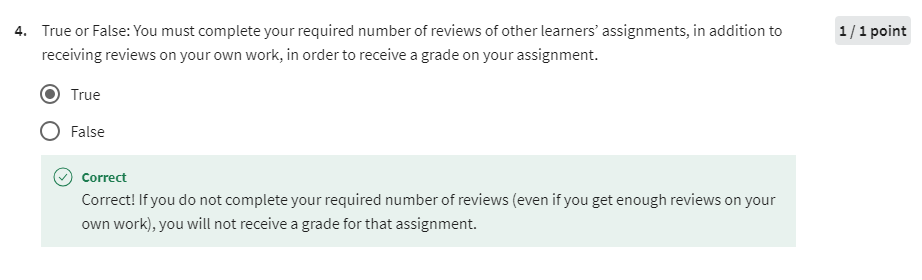 4. True or False: You must complete your required number of reviews of other learners’ assignments, in addition to
1 / 1 point
receiving reviews on your own work, in order to receive a grade on your assignment.
True
False
Correct
Correct! If you do not complete your required number of reviews (even if you get enough reviews on your
own work), you will not receive a grade for that assignment.